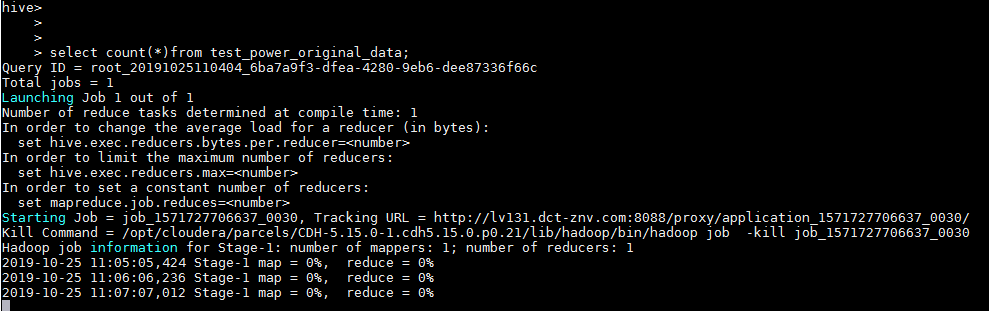 hive>
>
>
> select count(*)from test_power_original_data;
Query ID = root_20191025110404_6ba7a9f3-dfea-4280-9eb6-dee87336f66c
Total jobs = 1
Launching Job 1 out of 1
Number of reduce tasks determined at compile time: 1
In order to change the average load for a reducer (in bytes):
  set hive.exec.reducers.bytes.per.reducer=<number>
In order to limit the maximum number of reducers:
  set hive.exec.reducers.max=<number>
In order to set a constant number of reducers:
  set mapreduce.job.reduces=<number>
Starting Job = job_1571727706637_0030, Tracking URL = http://lv131.dct-znv.com:8088/proxy/application_1571727706637_0030/
Kill Command = /opt/cloudera/parcels/CDH-5.15.0-1.cdh5.15.0.p0.21/lib/hadoop/bin/hadoop job  -kill job_1571727706637_0030
Hadoop job information for Stage-1: number of mappers: 1; number of reducers: 1
2019-10-25 11:05:05,424 Stage-1 map = 0%,  reduce = 0%
2019-10-25 11:06:06,236 Stage-1 map = 0%,  reduce = 0%
2019-10-25 11:07:07,012 Stage-1 map = 0%,  reduce = 0%